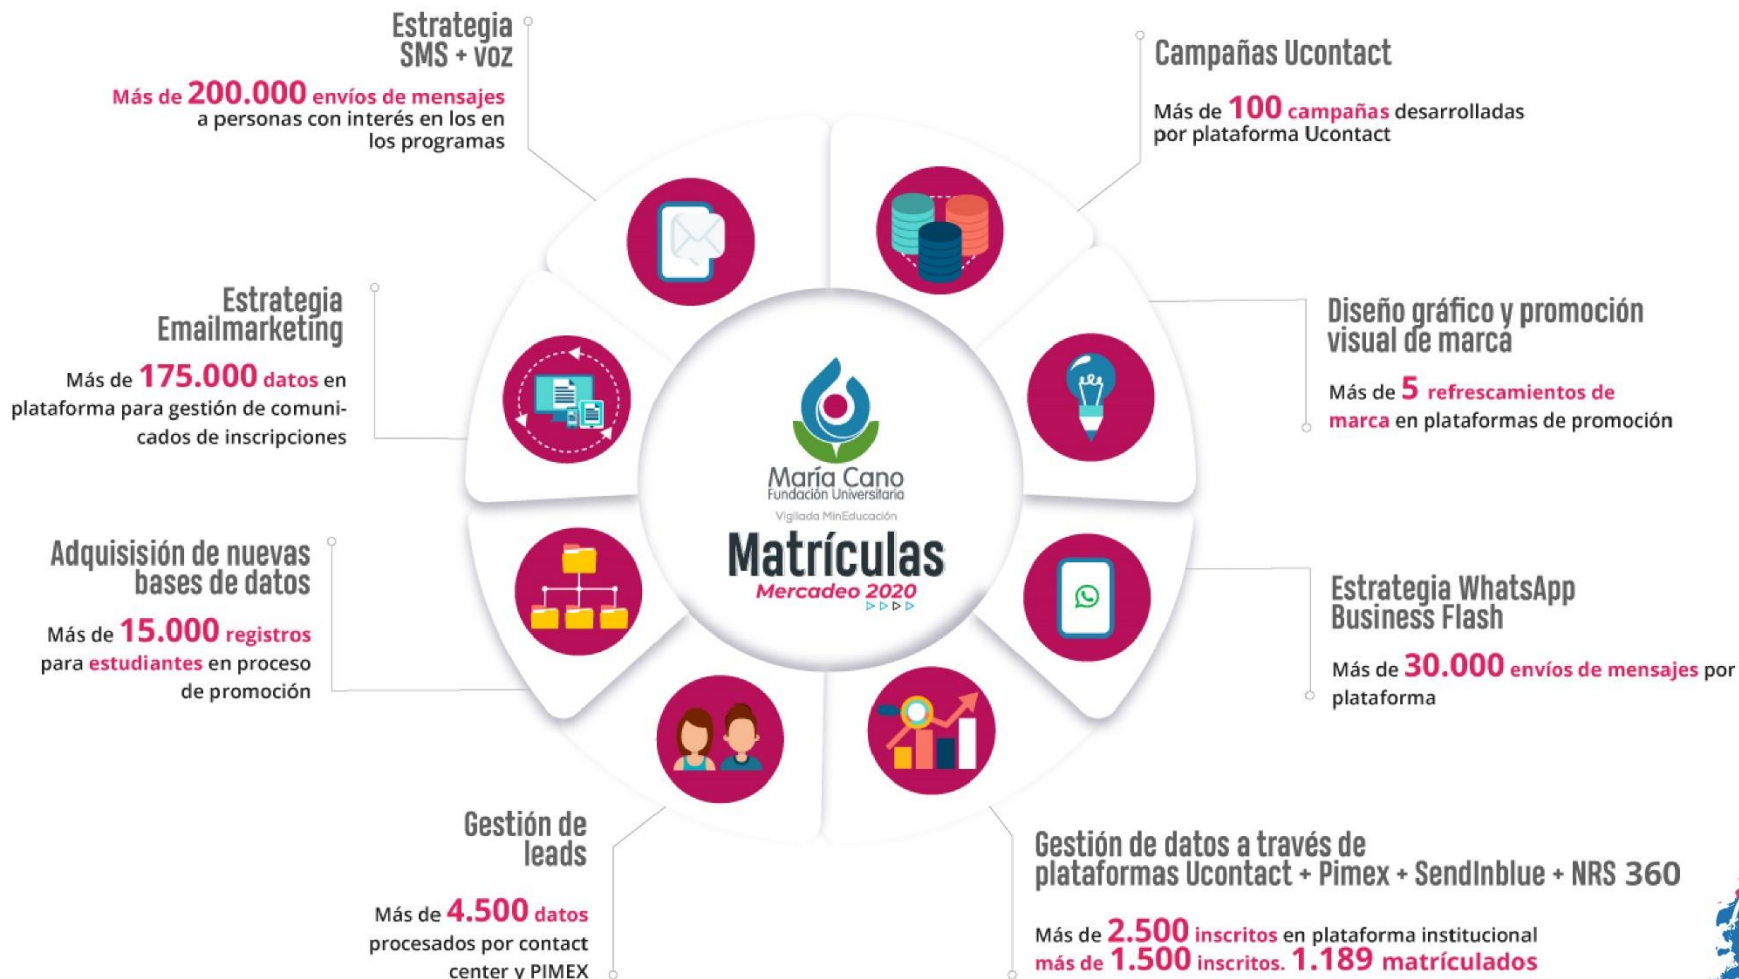 Estrategia
SMS + voz
Más de 200.000 envíos de mensajes
a personas con interés en los en
los programas
Campañas Ucontact
Más de 100 campañas desarrolladas
por plataforma Ucontact
Estrategia
Emailmarketing
Más de 175.000 datos en
plataforma para gestión de comuni-
cados de inscripciones
Diseño gráfico y promoción
visual de marca
Más de 5 refrescamientos de
marca en plataformas de promoción
María Cano
Fundación Universitaria
Vigilada MinEducación
Matrículas
Mercadeo 2020
Adquisisión de nuevas
bases de datos
Más de 15.000 registros
para estudiantes en proceso
de promoción
Estrategia WhatsApp
Business Flash
Más de 30.000 envíos de mensajes por
plataforma
Gestión de
leads
Más de 4.500 datos
procesados por contact
center y PIMEX
Gestión de datos a través de
plataformas Ucontact + Pimex + SendInblue + NRS 360
Más de 2.500 inscritos en plataforma institucional
más de 1.500 inscritos. 1.189 matrículados